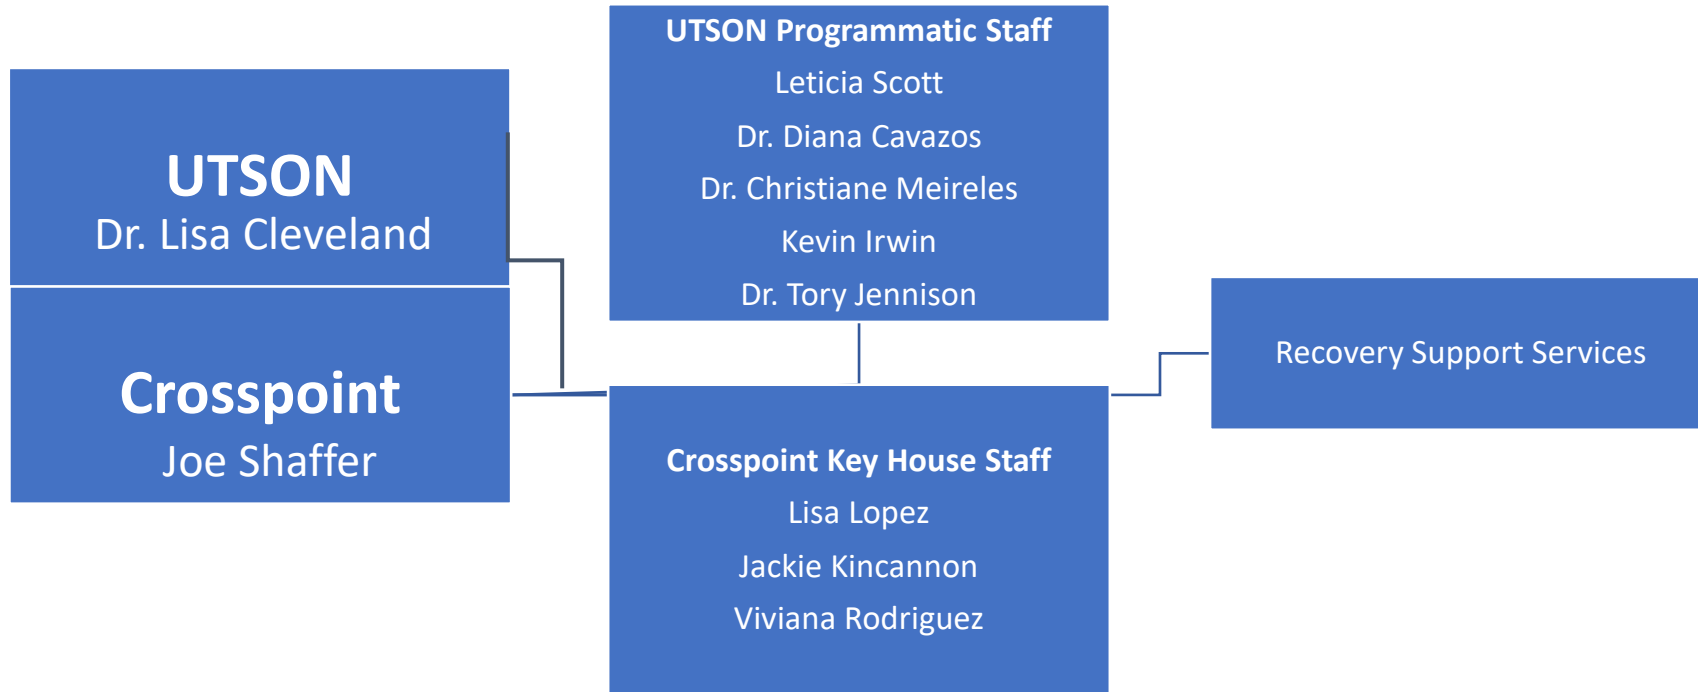 UTSON
Dr. Lisa Cleveland
Crosspoint
Joe Shaffer
UTSON Programmatic Staff
Leticia Scott
Dr. Diana Cavazos
Dr. Christiane Meireles
Kevin Irwin
Dr. Tory Jennison
Crosspoint Key House Staff
Lisa Lopez
Jackie Kincannon
Viviana Rodriguez
Recovery Support Services